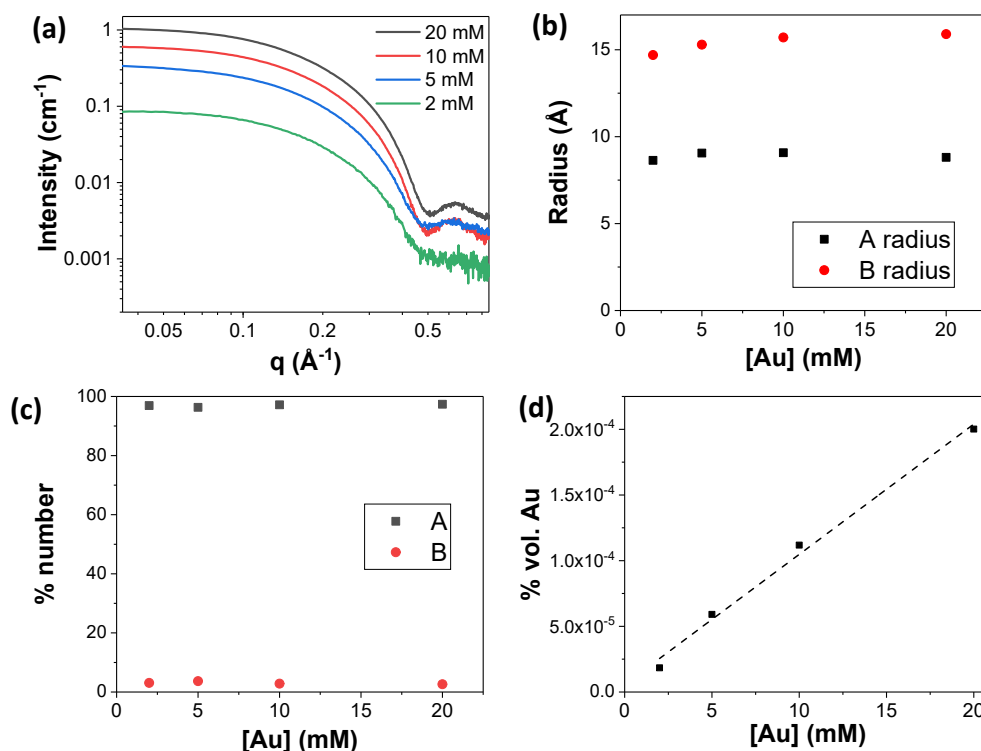 (a)
20 mM
10 mM
5 mM
2 mM
Intensity (cm⁻¹)
1
0.1
0.01
0.001
0.05 0.1 0.2 0.5
q (Å⁻¹)
(b)
Radius (Å)
15
10
5
0
A radius
B radius
0 5 10 15 20
[Au] (mM)
(c)
% number
100
80
60
40
20
0
A
B
0 5 10 15 20
[Au] (mM)
(d)
% vol. Au
2.0x10⁻⁴
1.5x10⁻⁴
1.0x10⁻⁴
5.0x10⁻⁵
0.0
0 5 10 15 20
[Au] (mM)